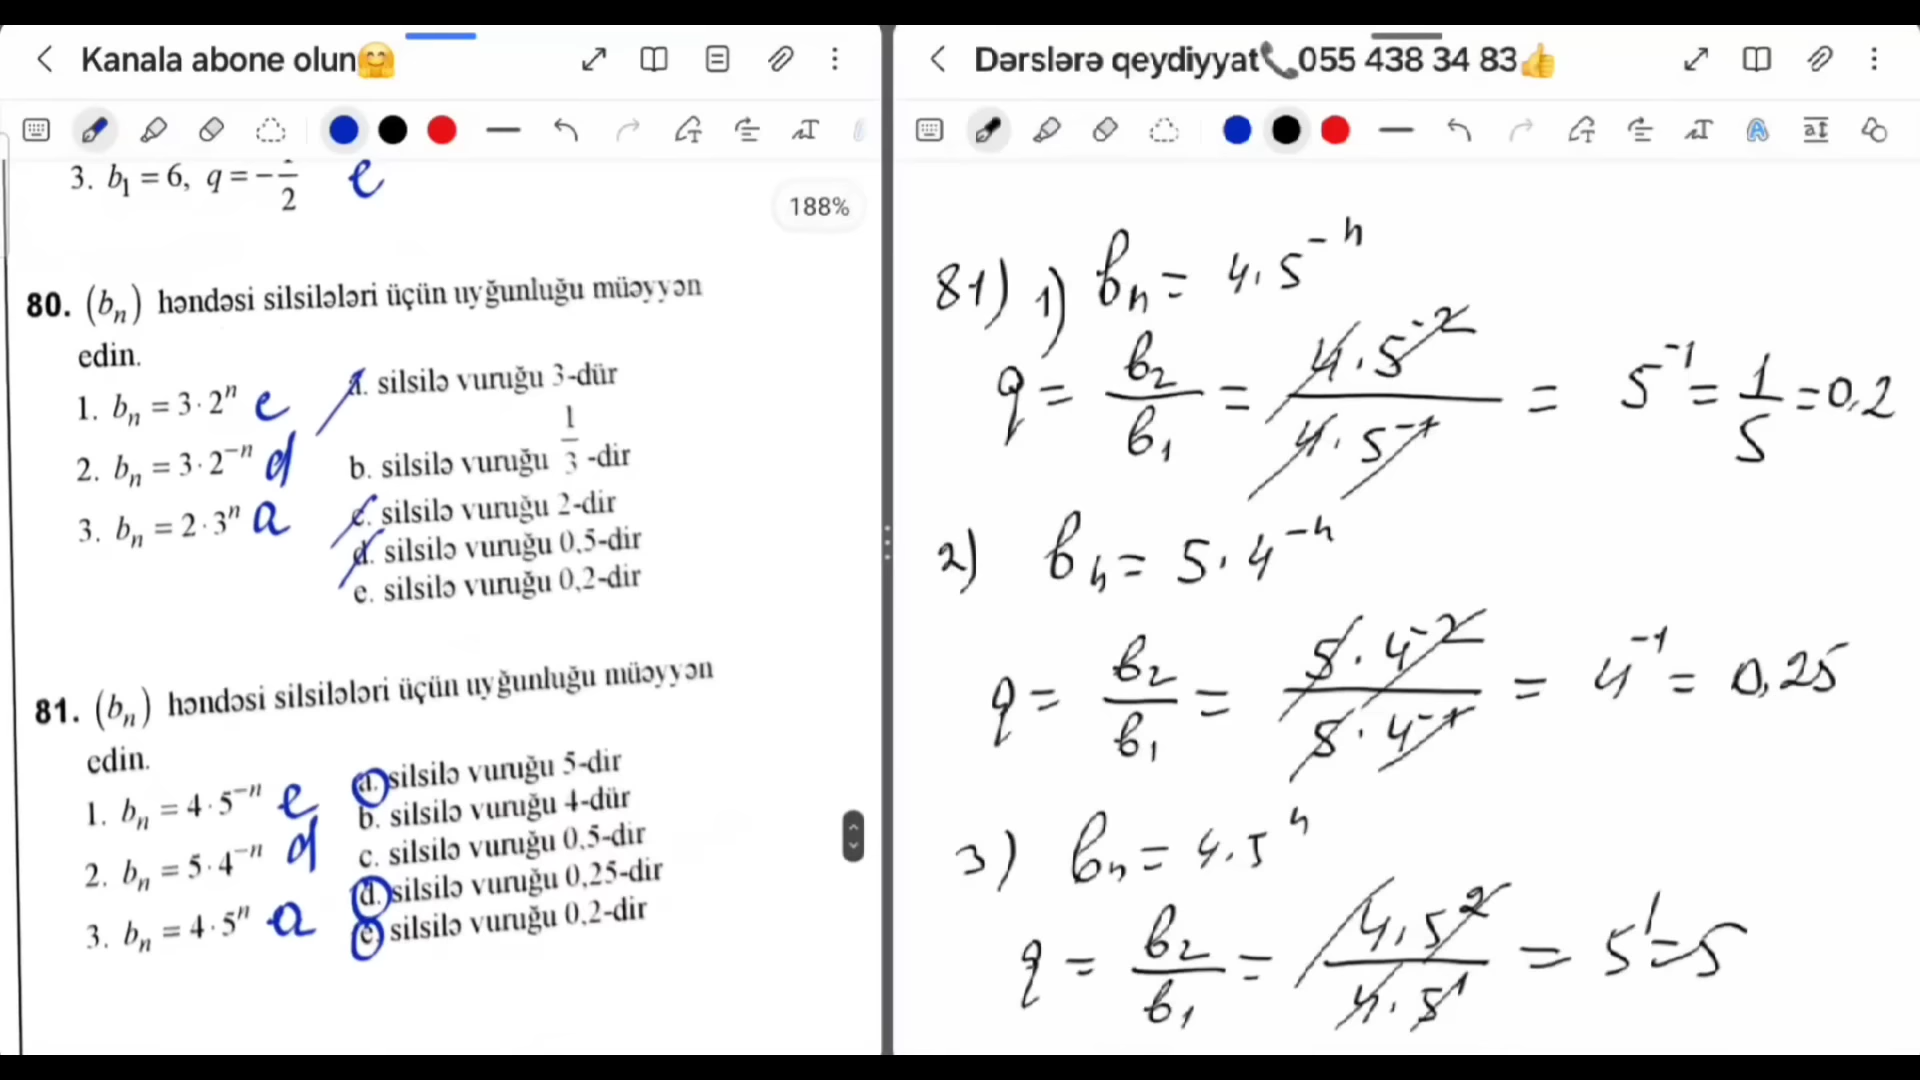 Kanala abone olun🤗
3. b₁ = 6, q = -1/2 e
188%
80. (bₙ) həndəsi silsilələri üçün uyğunluğu müəyyən
edin.
1. bₙ = 3·2ⁿ e
2. bₙ = 3·2⁻ⁿ d
3. bₙ = 2·3ⁿ a
a. silsilə vuruğu 3-dür
b. silsilə vuruğu 1/3-dir
c. silsilə vuruğu 2-dir
d. silsilə vuruğu 0,5-dir
e. silsilə vuruğu 0,2-dir
81. (bₙ) həndəsi silsilələri üçün uyğunluğu müəyyən
edin.
1. bₙ = 4·5⁻ⁿ e
2. bₙ = 5·4⁻ⁿ d
3. bₙ = 4·5ⁿ a
a. silsilə vuruğu 5-dir
b. silsilə vuruğu 4-dür
c. silsilə vuruğu 0,5-dir
d. silsilə vuruğu 0,25-dir
e. silsilə vuruğu 0,2-dir
Dərslərə qeydiyyat📞055 438 34 83👍
81) 1) bₙ = 4·5⁻ⁿ
q = b₂/b₁ = 4·5⁻²/4·5⁻¹ = 5⁻¹ = 1/5 = 0,2
2) bₙ = 5·4⁻ⁿ
q = b₂/b₁ = 5·4⁻²/5·4⁻¹ = 4⁻¹ = 0,25
3) bₙ = 4·5ⁿ
q = b₂/b₁ = 4·5²/4·5¹ = 5¹ = 5